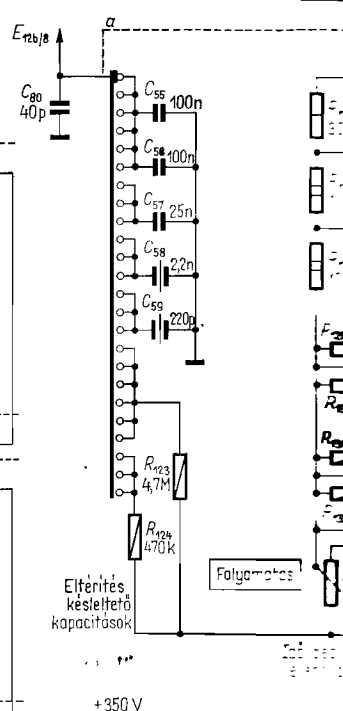 a
E12b/8
C80
40p
C55
100n
C56
100n
C57
25n
C58
2,2n
C59
220p
R123
4,7M
R124
470k
Eltérítés
késleltető
kapacitások
+350 V